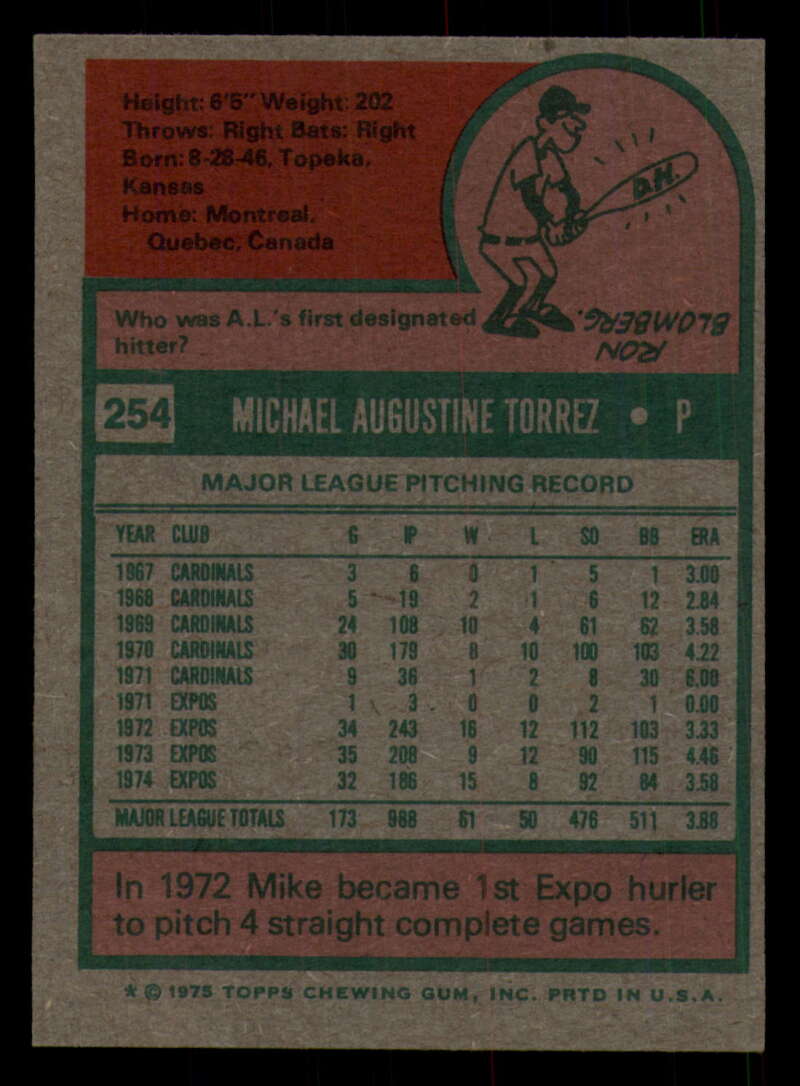 Height: 6'5" Weight: 202
Throws: Right Bats: Right
Born: 8-28-46, Topeka,
Kansas
Home: Montreal,
Quebec, Canada
D.H.
Who was A.L.'s first designated
hitter?
RON
BLOMBERG.
254 MICHAEL AUGUSTINE TORREZ • P
MAJOR LEAGUE PITCHING RECORD
YEAR CLUB G IP W L SO BB ERA
1967 CARDINALS 3 6 0 1 5 1 3.00
1968 CARDINALS 5 19 2 1 6 12 2.84
1969 CARDINALS 24 108 10 4 61 62 3.58
1970 CARDINALS 30 179 8 10 100 103 4.22
1971 CARDINALS 9 36 1 2 8 30 6.00
1971 EXPOS 1 3 0 0 2 1 0.00
1972 EXPOS 34 243 16 12 112 103 3.33
1973 EXPOS 35 208 9 12 90 115 4.46
1974 EXPOS 32 186 15 8 92 84 3.58
MAJOR LEAGUE TOTALS 173 988 61 50 476 511 3.88
In 1972 Mike became 1st Expo hurler
to pitch 4 straight complete games.
* © 1975 TOPPS CHEWING GUM, INC. PRTD IN U.S.A.